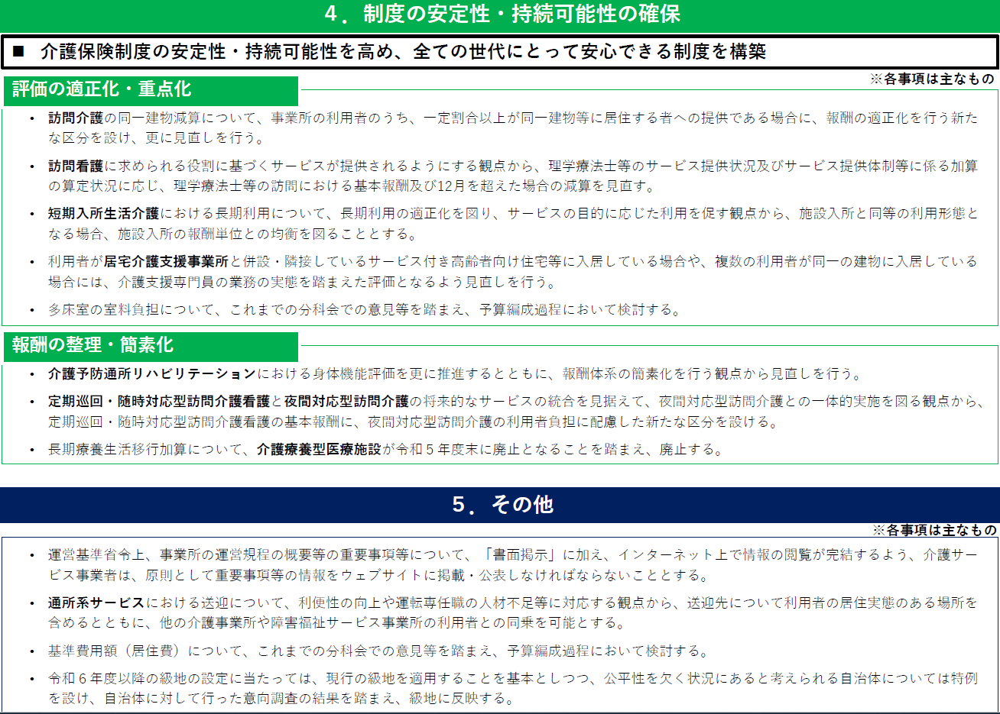 ４．制度の安定性・持続可能性の確保
■ 介護保険制度の安定性・持続可能性を高め、全ての世代にとって安心できる制度を構築
※各事項は主なもの
評価の適正化・重点化
• 訪問介護の同一建物減算について、事業所の利用者のうち、一定割合以上が同一建物等に居住する者への提供である場合に、報酬の適正化を行う新た
な区分を設け、更に見直しを行う。
• 訪問看護に求められる役割に基づくサービスが提供されるようにする観点から、理学療法士等のサービス提供状況及びサービス提供体制等に係る加算
の算定状況に応じ、理学療法士等の訪問における基本報酬及び12月を超えた場合の減算を見直す。
• 短期入所生活介護における長期利用について、長期利用の適正化を図り、サービスの目的に応じた利用を促す観点から、施設入所と同等の利用形態と
なる場合、施設入所の報酬単位との均衡を図ることとする。
• 利用者が居宅介護支援事業所と併設・隣接しているサービス付き高齢者向け住宅等に入居している場合や、複数の利用者が同一の建物に入居している
場合には、介護支援専門員の業務の実態を踏まえた評価となるよう見直しを行う。
• 多床室の室料負担について、これまでの分科会での意見等を踏まえ、予算編成過程において検討する。
報酬の整理・簡素化
• 介護予防通所リハビリテーションにおける身体機能評価を更に推進するとともに、報酬体系の簡素化を行う観点から見直しを行う。
• 定期巡回・随時対応型訪問介護看護と夜間対応型訪問介護の将来的なサービスの統合を見据えて、夜間対応型訪問介護との一体的実施を図る観点から、
定期巡回・随時対応型訪問介護看護の基本報酬に、夜間対応型訪問介護の利用者負担に配慮した新たな区分を設ける。
• 長期療養生活移行加算について、介護療養型医療施設が令和５年度末に廃止となることを踏まえ、廃止する。
５．その他
※各事項は主なもの
• 運営基準省令上、事業所の運営規程の概要等の重要事項等について、「書面掲示」に加え、インターネット上で情報の閲覧が完結するよう、介護サー
ビス事業者は、原則として重要事項等の情報をウェブサイトに掲載・公表しなければならないこととする。
• 通所系サービスにおける送迎について、利便性の向上や運転専任職の人材不足等に対応する観点から、送迎先について利用者の居住実態のある場所を
含めるとともに、他の介護事業所や障害福祉サービス事業所の利用者との同乗を可能とする。
• 基準費用額（居住費）について、これまでの分科会での意見等を踏まえ、予算編成過程において検討する。
• 令和６年度以降の級地の設定に当たっては、現行の級地を適用することを基本としつつ、公平性を欠く状況にあると考えられる自治体については特例
を設け、自治体に対して行った意向調査の結果を踏まえ、級地に反映する。